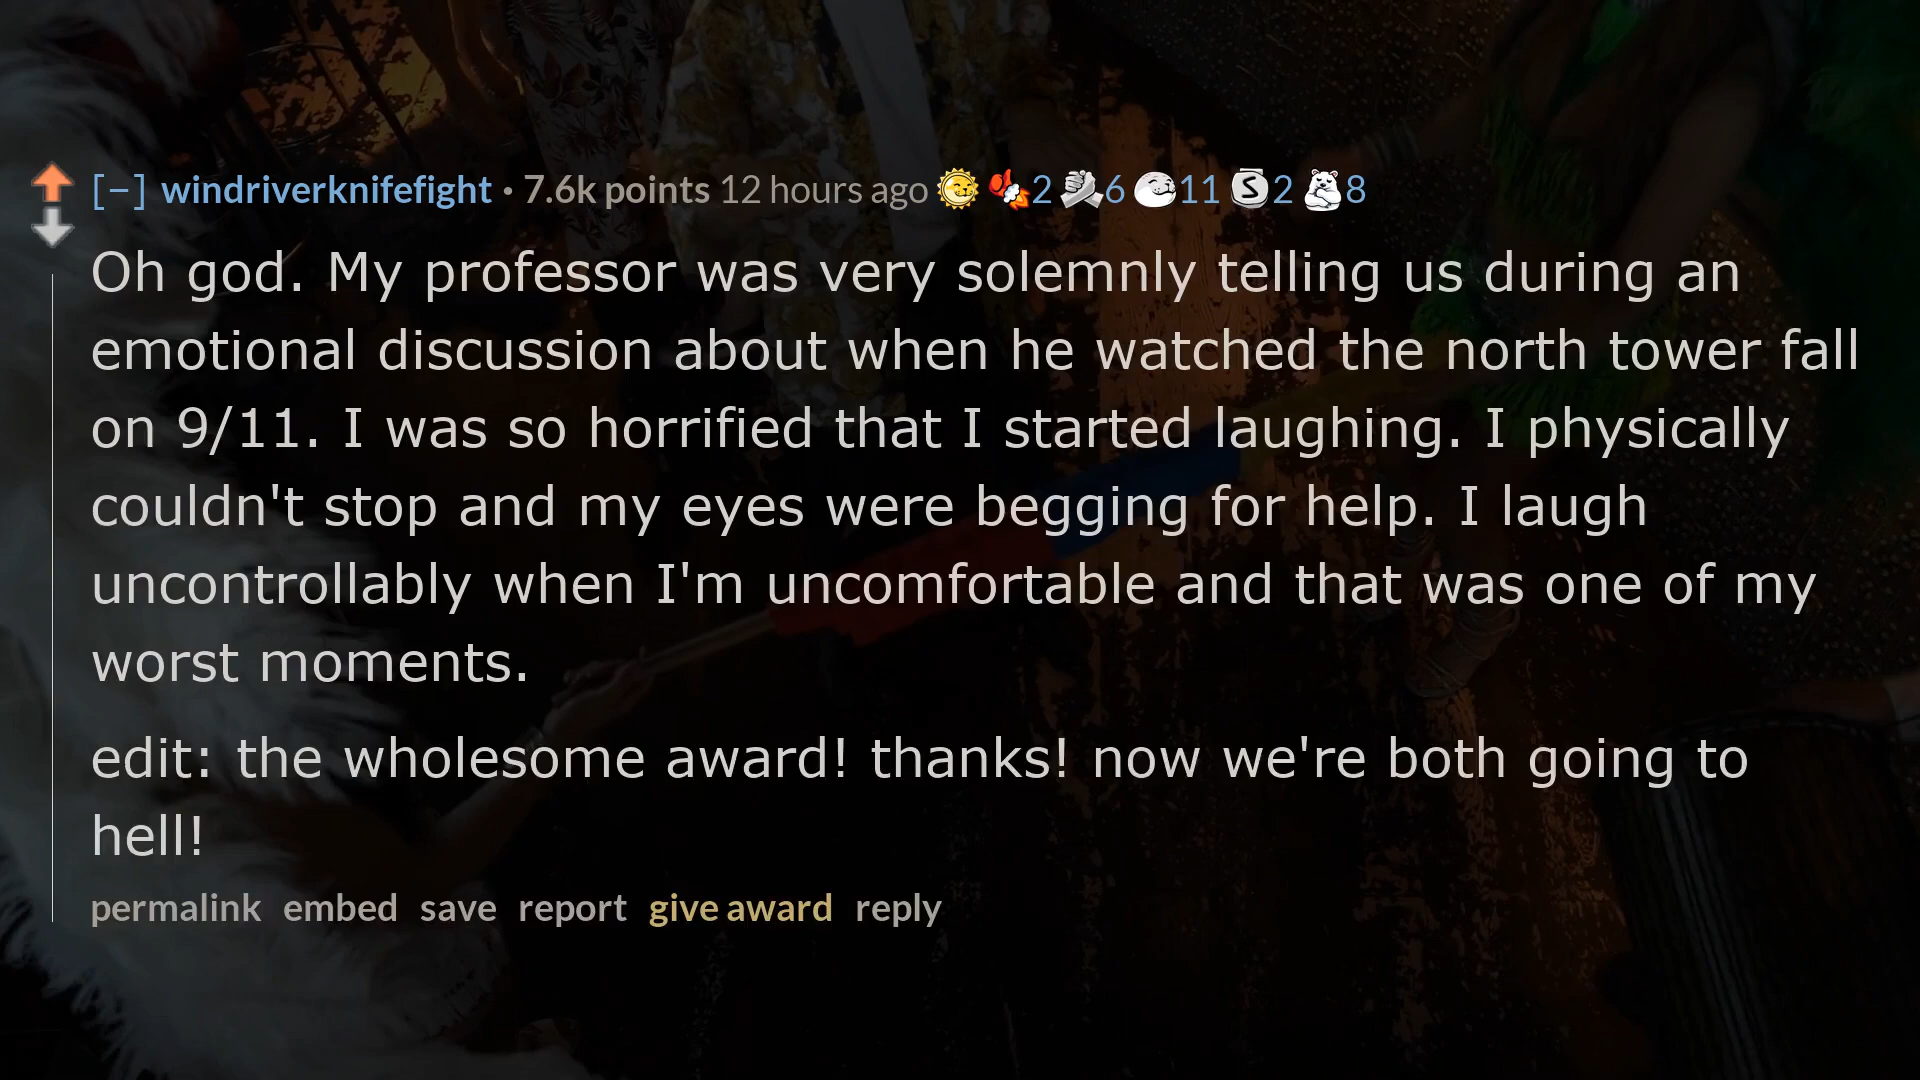 [–] windriverknifefight • 7.6k points 12 hours ago 2 6 11 S 2 8
Oh god. My professor was very solemnly telling us during an
emotional discussion about when he watched the north tower fall
on 9/11. I was so horrified that I started laughing. I physically
couldn't stop and my eyes were begging for help. I laugh
uncontrollably when I'm uncomfortable and that was one of my
worst moments.
edit: the wholesome award! thanks! now we're both going to
hell!
permalink embed save report give award reply